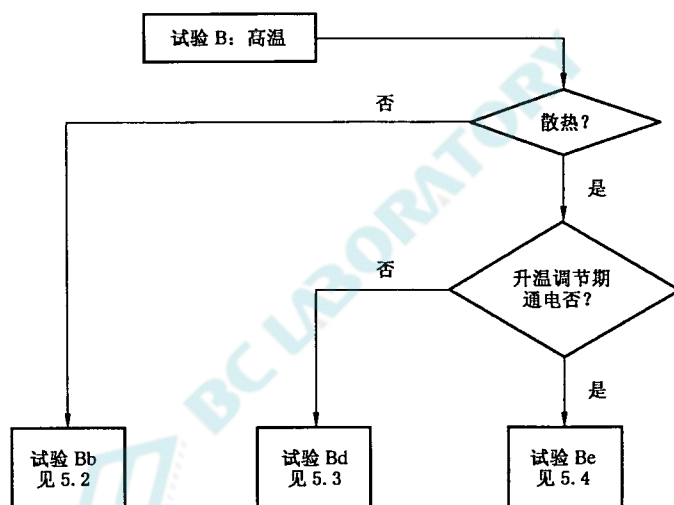 试验 B：高温
否
散热？
是
否
升温调节期
通电否？
是
试验 Bb
见 5.2
试验 Bd
见 5.3
试验 Be
见 5.4
BC LABORATORY